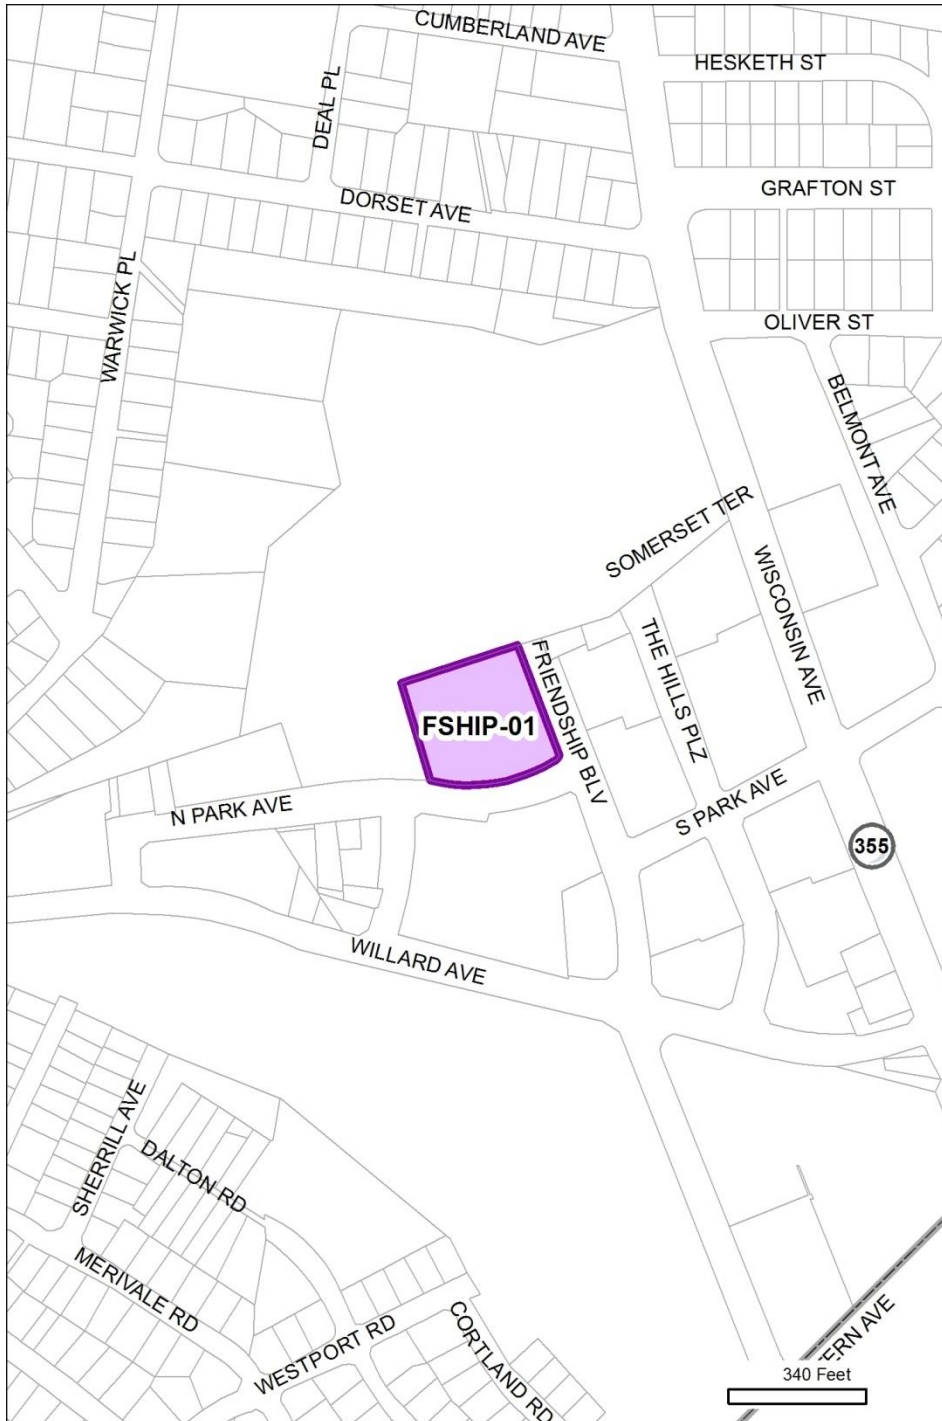 CUMBERLAND AVE
HESKETH ST
DEAL PL
GRAFTON ST
DORSET AVE
WARWICK PL
OLIVER ST
BELMONT AVE
SOMERSET TER
WISCONSIN AVE
THE HILLS PLZ
FRIENDSHIP BLV
FSHIP-01
N PARK AVE
S PARK AVE
355
WILLARD AVE
SHERRILL AVE
DALTON RD
MERIVALE RD
WESTPORT RD
CORTLAND RD
TERN AVE
340 Feet